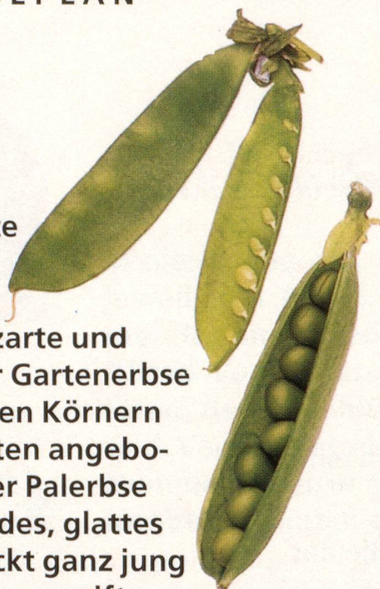 zarte und
Gartenerbse
en Körnern
ten angebo-
er Palerbse
des, glattes
ckt ganz jung